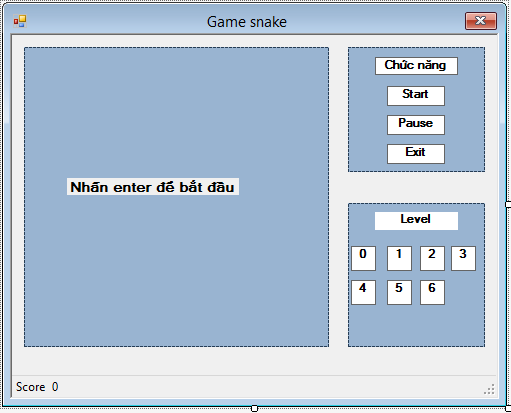 Game snake
Nhấn enter để bắt đầu
Chức năng
Start
Pause
Exit
Level
0 1 2 3
4 5 6
Score 0